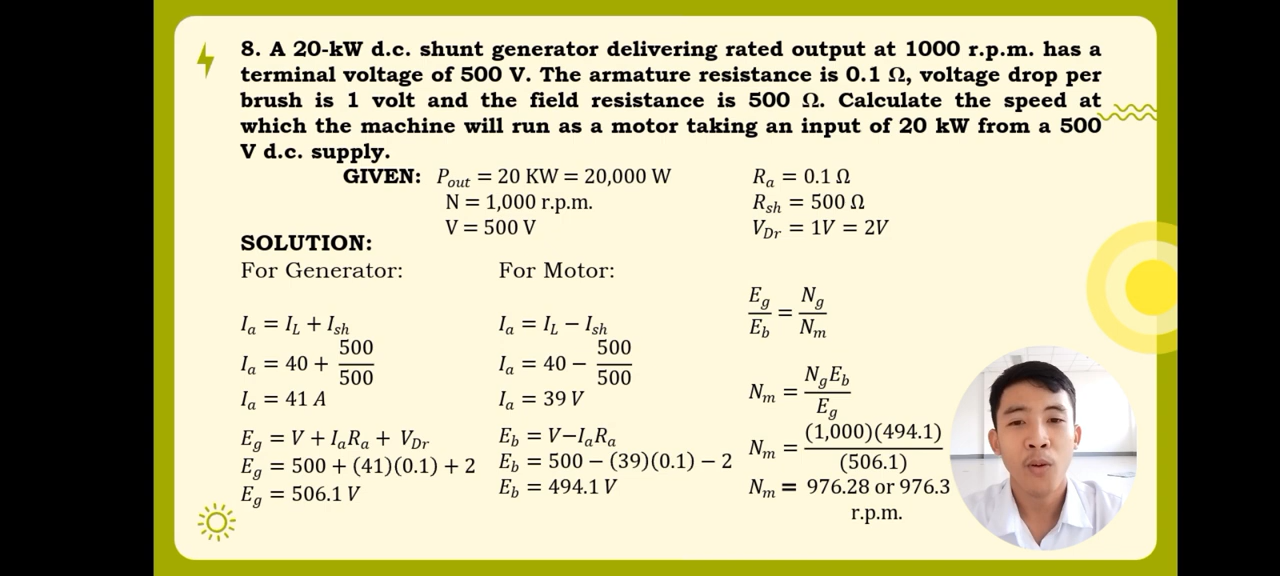 8. A 20-kW d.c. shunt generator delivering rated output at 1000 r.p.m. has a
terminal voltage of 500 V. The armature resistance is 0.1 Ω, voltage drop per
brush is 1 volt and the field resistance is 500 Ω. Calculate the speed at
which the machine will run as a motor taking an input of 20 kW from a 500
V d.c. supply.
GIVEN: P_out = 20 KW = 20,000 W
N = 1,000 r.p.m.
V = 500 V
R_a = 0.1 Ω
R_sh = 500 Ω
V_Dr = 1V = 2V
SOLUTION:
For Generator:
I_a = I_L + I_sh
I_a = 40 + 500/500
I_a = 41 A
E_g = V + I_aR_a + V_Dr
E_g = 500 + (41)(0.1) + 2
E_g = 506.1 V
For Motor:
I_a = I_L − I_sh
I_a = 40 − 500/500
I_a = 39 V
E_b = V−I_aR_a
E_b = 500 − (39)(0.1) − 2
E_b = 494.1 V
E_g/E_b = N_g/N_m
N_m = N_gE_b/E_g
N_m = (1,000)(494.1)/(506.1)
N_m = 976.28 or 976.3
r.p.m.